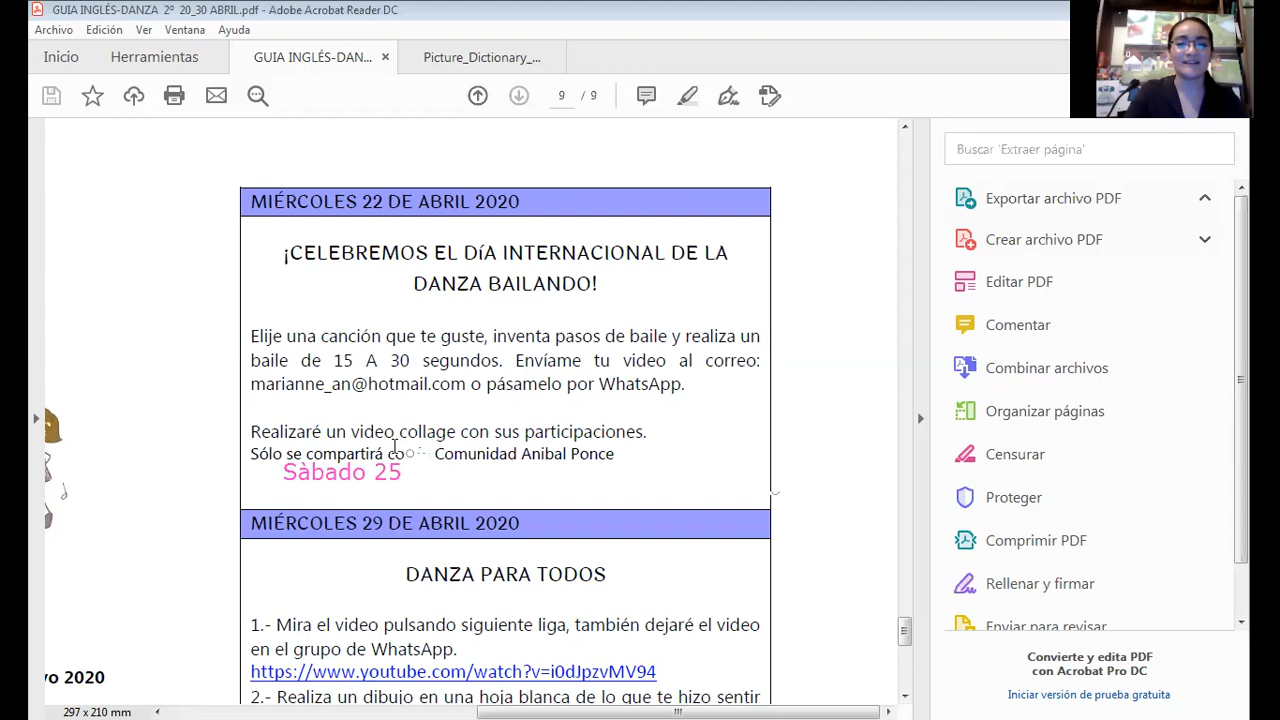 GUIA INGLÉS-DANZA 2º 20_30 ABRIL.pdf - Adobe Acrobat Reader DC
Archivo Edición Ver Ventana Ayuda
Inicio Herramientas GUIA INGLÉS-DAN... × Picture_Dictionary_...
9 / 9
Buscar 'Extraer página'
MIÉRCOLES 22 DE ABRIL 2020
¡CELEBREMOS EL DíA INTERNACIONAL DE LA
DANZA BAILANDO!
Elije una canción que te guste, inventa pasos de baile y realiza un
baile de 15 A 30 segundos. Envíame tu video al correo:
marianne_an@hotmail.com o pásamelo por WhatsApp.
Realizaré un video collage con sus participaciones.
Sólo se compartirá Comunidad Anibal Ponce
Sàbado 25
MIÉRCOLES 29 DE ABRIL 2020
DANZA PARA TODOS
1.- Mira el video pulsando siguiente liga, también dejaré el video
en el grupo de WhatsApp.
https://www.youtube.com/watch?v=i0dJpzvMV94
2.- Realiza un dibujo en una hoja blanca de lo que te hizo sentir
yo 2020
297 x 210 mm
Exportar archivo PDF
Crear archivo PDF
Editar PDF
Comentar
Combinar archivos
Organizar páginas
Censurar
Proteger
Comprimir PDF
Rellenar y firmar
Enviar para revisar
Convierte y edita PDF
con Acrobat Pro DC
Iniciar versión de prueba gratuita